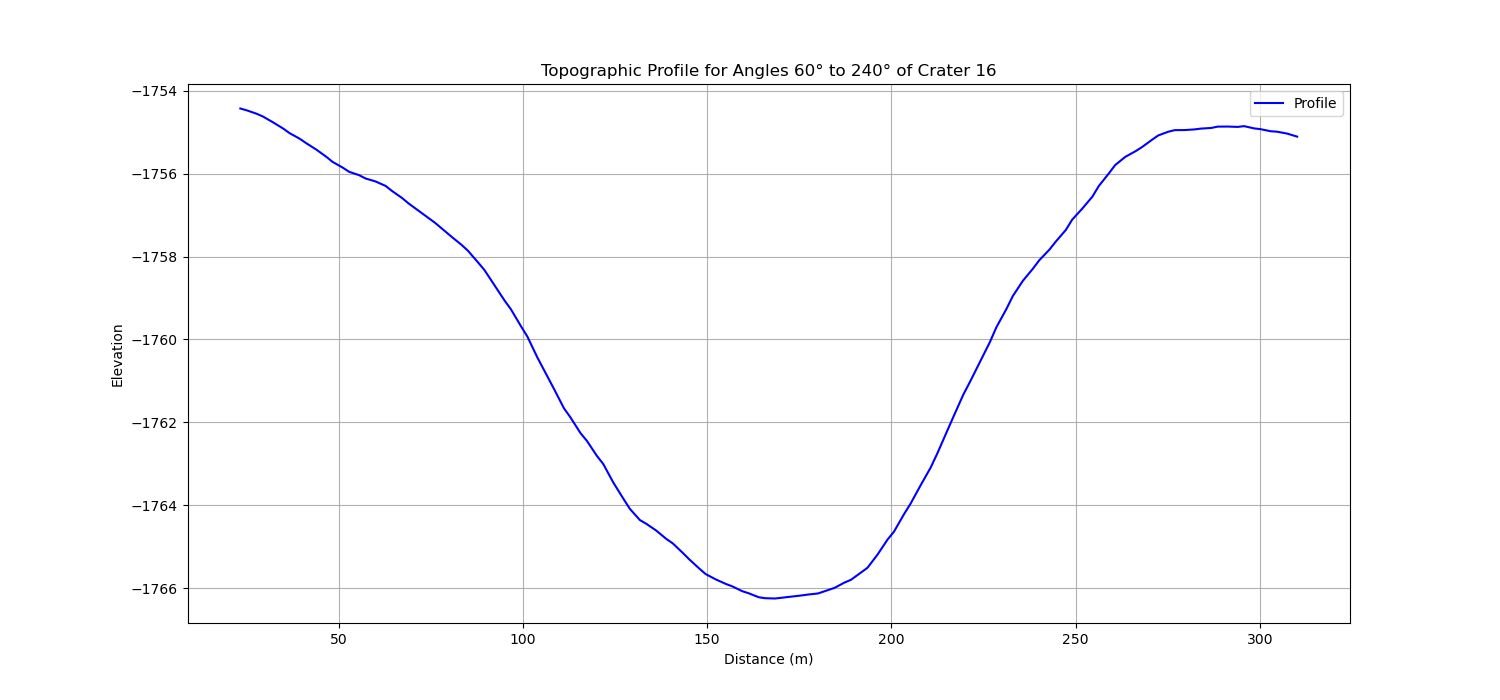 Topographic Profile for Angles 60° to 240° of Crater 16
Profile
Elevation
−1754
−1756
−1758
−1760
−1762
−1764
−1766
50 100 150 200 250 300
Distance (m)